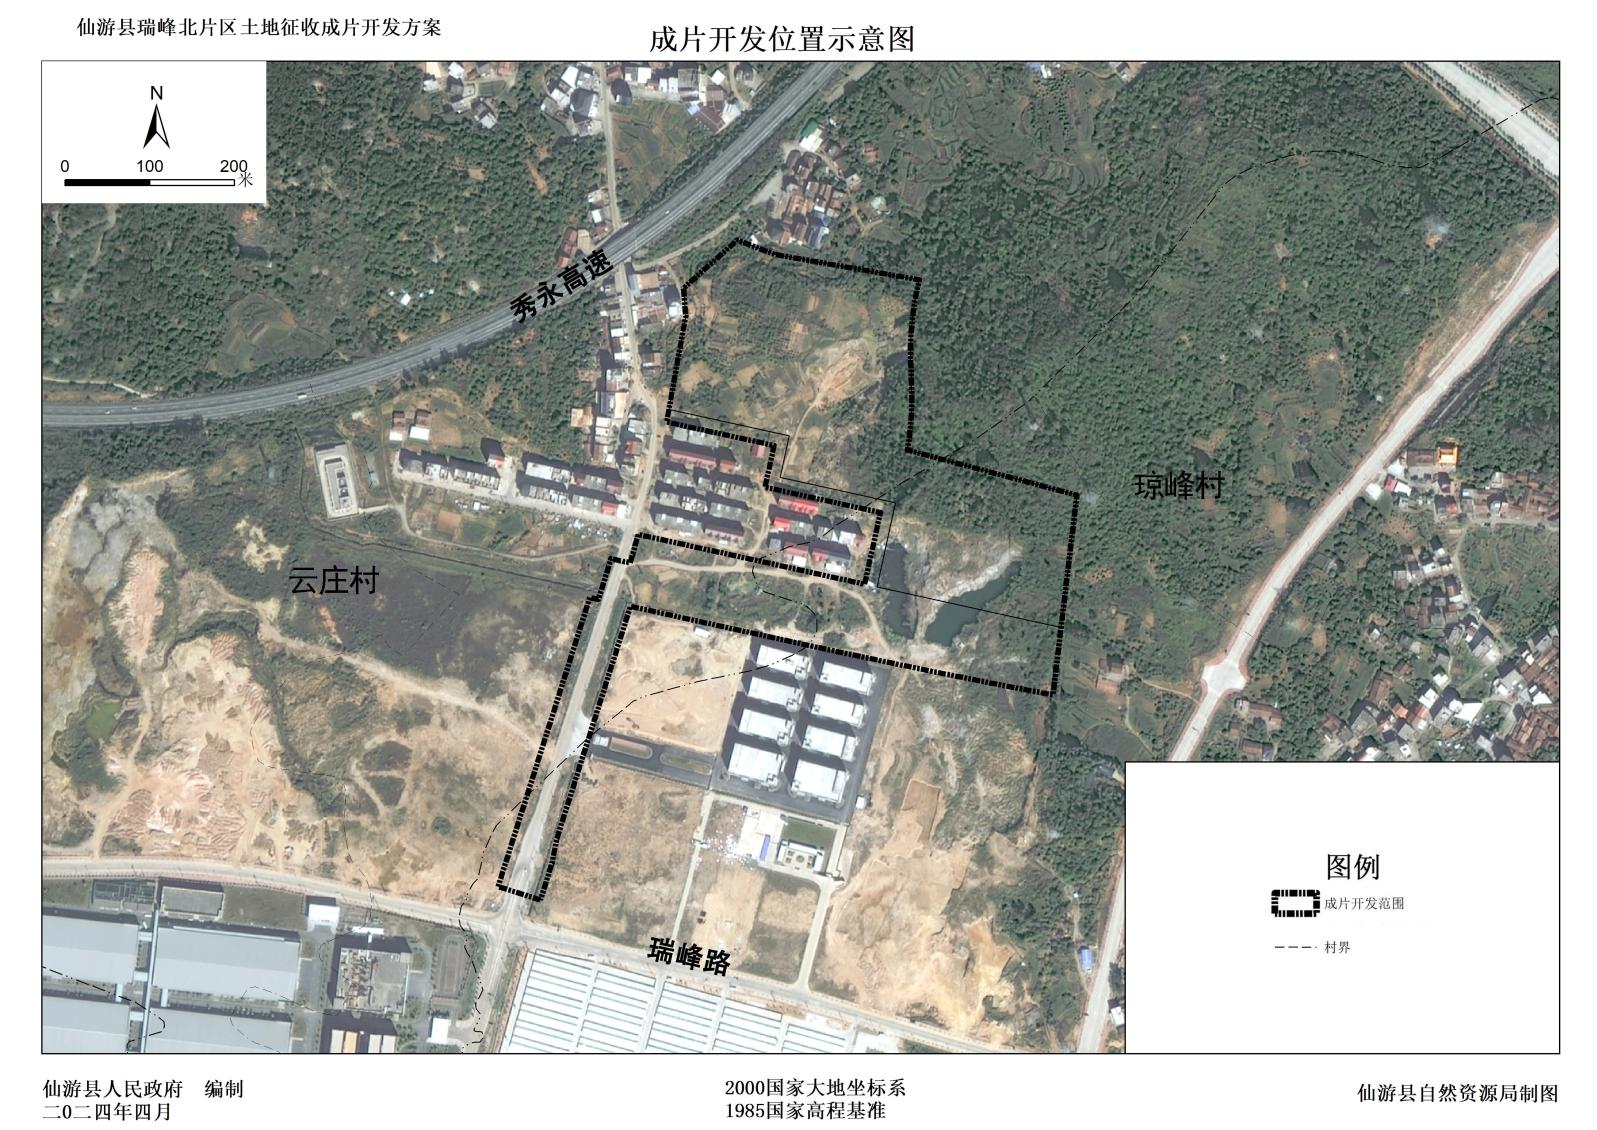 仙游县瑞峰北片区土地征收成片开发方案
成片开发位置示意图
N
0 100 200
米
秀永高速
琼峰村
云庄村
瑞峰路
图例
成片开发范围
村界
仙游县人民政府 编制
二〇二四年四月
2000国家大地坐标系
1985国家高程基准
仙游县自然资源局制图